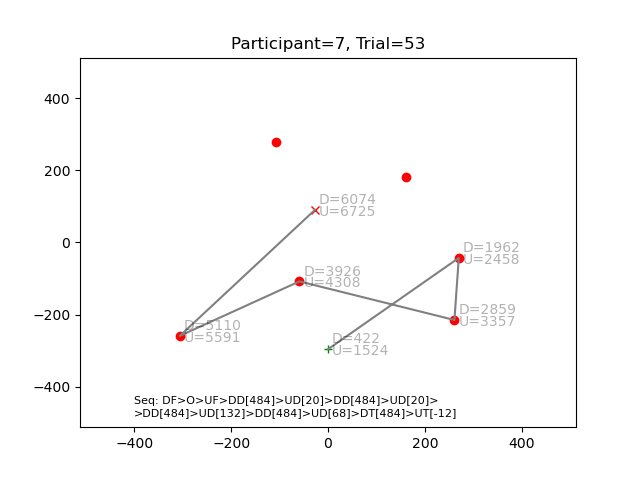 Participant=7, Trial=53
400
200
0
−200
−400
D=6074
U=6725
D=1962
U=2458
D=3926
U=4308
D=2859
U=3357
D=5110
U=5591
D=422
U=1524
Seq: DF>O>UF>DD[484]>UD[20]>DD[484]>UD[20]>
>DD[484]>UD[132]>DD[484]>UD[68]>DT[484]>UT[-12]
−400 −200 0 200 400